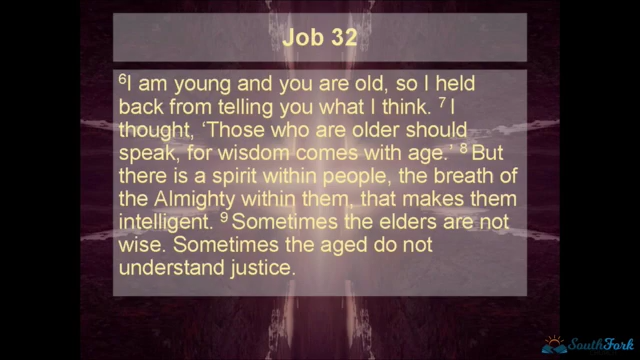 Job 32
⁶I am young and you are old, so I held
back from telling you what I think. ⁷ I
thought, ‘Those who are older should
speak, for wisdom comes with age.’ ⁸ But
there is a spirit within people, the breath of
the Almighty within them, that makes them
intelligent. ⁹ Sometimes the elders are not
wise. Sometimes the aged do not
understand justice.
SouthFork